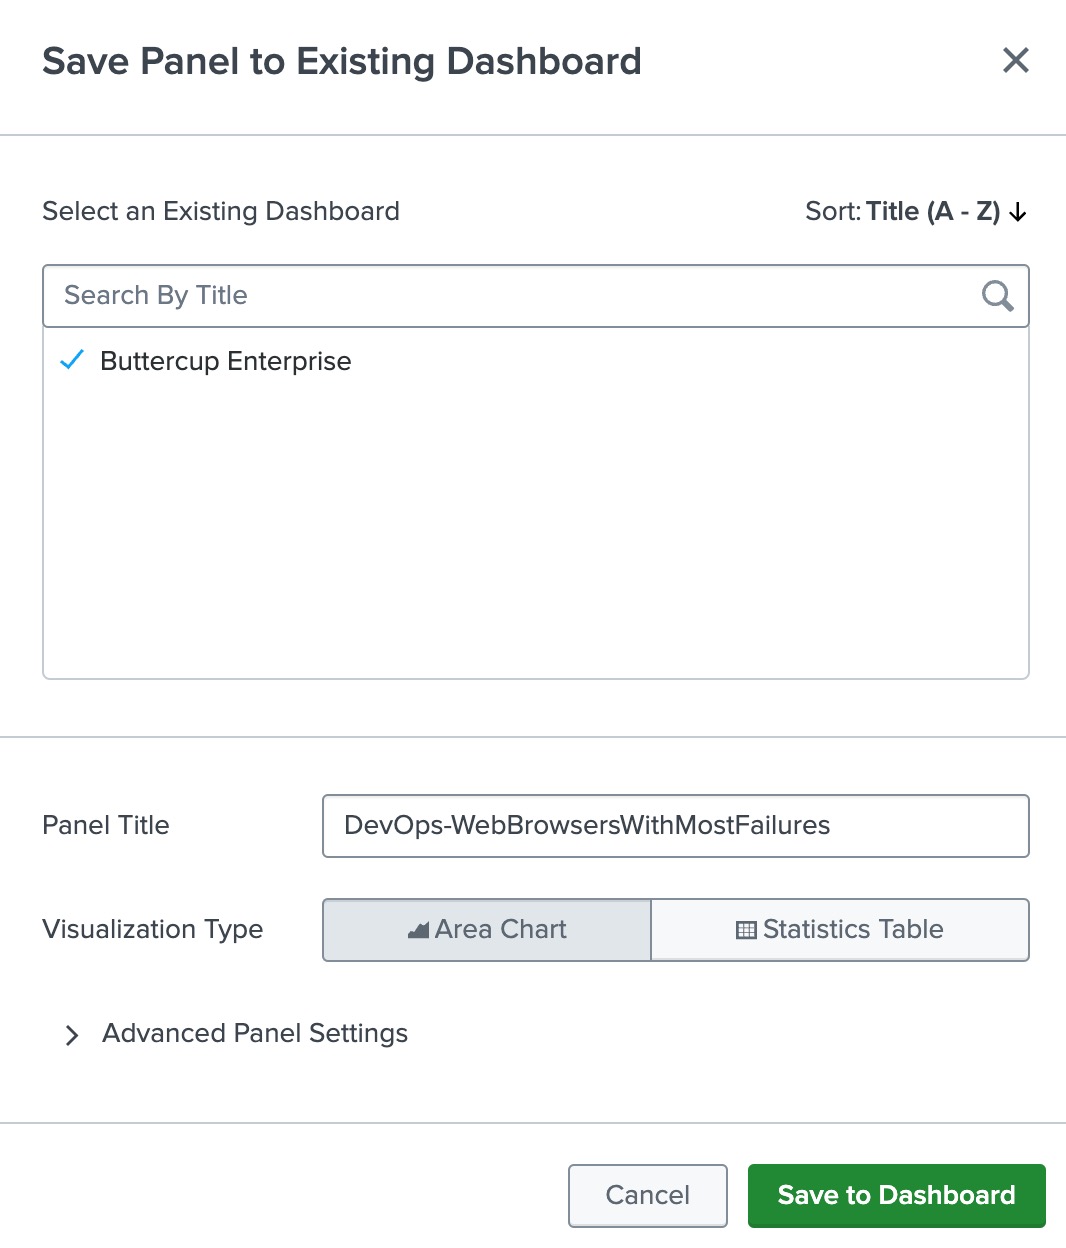 Save Panel to Existing Dashboard
Select an Existing Dashboard Sort: Title (A - Z)
Search By Title
Buttercup Enterprise
Panel Title DevOps-WebBrowsersWithMostFailures
Visualization Type Area Chart Statistics Table
Advanced Panel Settings
Cancel Save to Dashboard